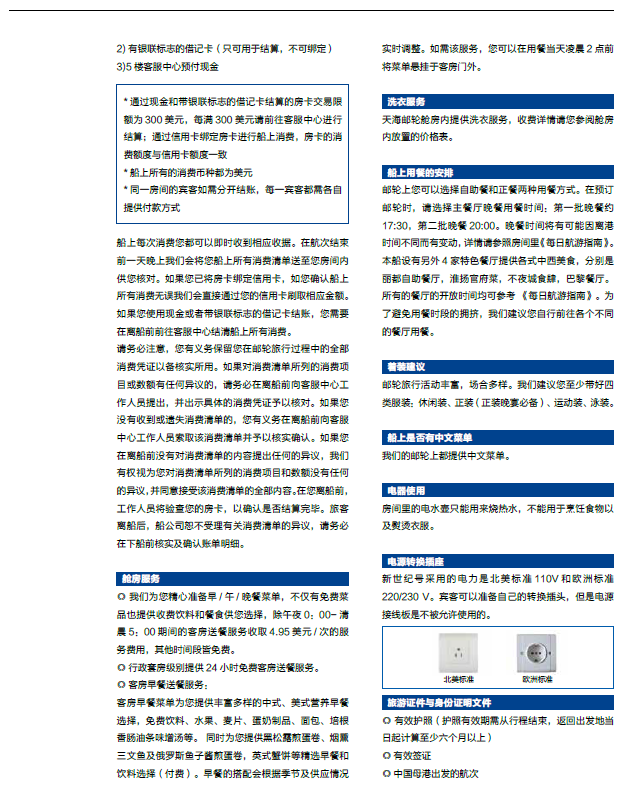 2) 有银联标志的借记卡（只可用于结算，不可绑定）
3)5 楼客服中心预付现金
* 通过现金和带银联标志的借记卡结算的房卡交易限
额为 300 美元，每满 300 美元请前往客服中心进行
结算；通过信用卡绑定房卡进行船上消费，房卡的消
费额度与信用卡额度一致
* 船上所有的消费币种都为美元
* 同一房间的宾客如需分开结账，每一宾客都需各自
提供付款方式
船上每次消费您都可以即时收到相应收据。在航次结束
前一天晚上我们会将您船上所有消费清单送至您房间内
供您核对。如果您已将房卡绑定信用卡，如您确认船上
所有消费无误我们会直接通过您的信用卡刷取相应金额。
如果您使用现金或者带银联标志的借记卡结账，您需要
在离船前前往客服中心结清船上所有消费。
请务必注意，您有义务保留您在邮轮旅行过程中的全部
消费凭证以备核实所用。如果对消费清单所列的消费项
目或数额有任何异议的，请务必在离船前向客服中心工
作人员提出，并出示具体的消费凭证予以核对。如果您
没有收到或遗失消费清单的，您有义务在离船前向客服
中心工作人员索取该消费清单并予以核实确认。如果您
在离船前没有对消费清单的内容提出任何的异议，我们
有权视为您对消费清单所列的消费项目和数额没有任何
的异议，并同意接受该消费清单的全部内容。在您离船前，
工作人员将验查您的房卡，以确认是否结算完毕。旅客
离船后，船公司恕不受理有关消费清单的异议，请务必
在下船前核实及确认账单明细。
舱房服务
◎ 我们为您精心准备早 / 午 / 晚餐菜单，不仅有免费菜
品也提供收费饮料和餐食供您选择，除午夜 0：00- 清
晨 5：00 期间的客房送餐服务收取 4.95 美元 / 次的服
务费用，其他时间段皆免费。
◎ 行政套房级别提供 24 小时免费客房送餐服务。
◎ 客房早餐送餐服务：
客房早餐菜单为您提供丰富多样的中式、美式营养早餐
选择，免费饮料、水果、麦片、蛋奶制品、面包、培根
香肠油条咪增汤等。 同时为您提供黑松露煎蛋卷、烟熏
三文鱼及俄罗斯鱼子酱煎蛋卷，英式蟹饼等精选早餐和
饮料选择（付费）。早餐的搭配会根据季节及供应情况
实时调整。如需该服务，您可以在用餐当天凌晨 2 点前
将菜单悬挂于客房门外。
洗衣服务
天海邮轮舱房内提供洗衣服务，收费详情请您参阅舱房
内放置的价格表。
船上用餐的安排
邮轮上您可以选择自助餐和正餐两种用餐方式。在预订
邮轮时，请选择主餐厅晚餐用餐时间；第一批晚餐约
17:30，第二批晚餐 20:00。晚餐时间将有可能因离港
时间不同而有变动，详情请参照房间里《每日航游指南》。
本船设有另外 4 家特色餐厅提供各式中西美食，分别是
丽都自助餐厅，淮扬官府菜，不夜城食肆，巴黎餐厅。
所有的餐厅的开放时间均可参考 《每日航游指南》。为
了避免用餐时段的拥挤，我们建议您自行前往各个不同
的餐厅用餐。
着装建议
邮轮旅行活动丰富，场合多样。我们建议您至少带好四
类服装：休闲装、正装（正装晚宴必备）、运动装、泳装。
船上是否有中文菜单
我们的邮轮上都提供中文菜单。
电器使用
房间里的电水壶只能用来烧热水，不能用于烹饪食物以
及熨烫衣服。
电源转换插座
新世纪号采用的电力是北美标准 110V 和欧洲标准
220/230 V。宾客可以准备自己的转换插头，但是电源
接线板是不被允许使用的。
北美标准
欧洲标准
旅游证件与身份证明文件
◎ 有效护照（护照有效期需从行程结束，返回出发地当
日起计算至少六个月以上）
◎ 有效签证
◎ 中国母港出发的航次